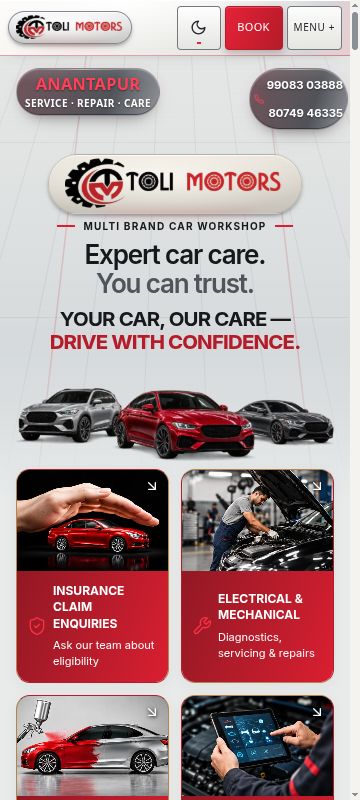 TOLI MOTORS
BOOK
MENU +
ANANTAPUR
SERVICE · REPAIR · CARE
99083 03888
80749 46335
TOLI MOTORS
MULTI BRAND CAR WORKSHOP
Expert car care.
You can trust.
YOUR CAR, OUR CARE —
DRIVE WITH CONFIDENCE.
INSURANCE
CLAIM
ENQUIRIES
Ask our team about
eligibility
ELECTRICAL &
MECHANICAL
Diagnostics,
servicing & repairs